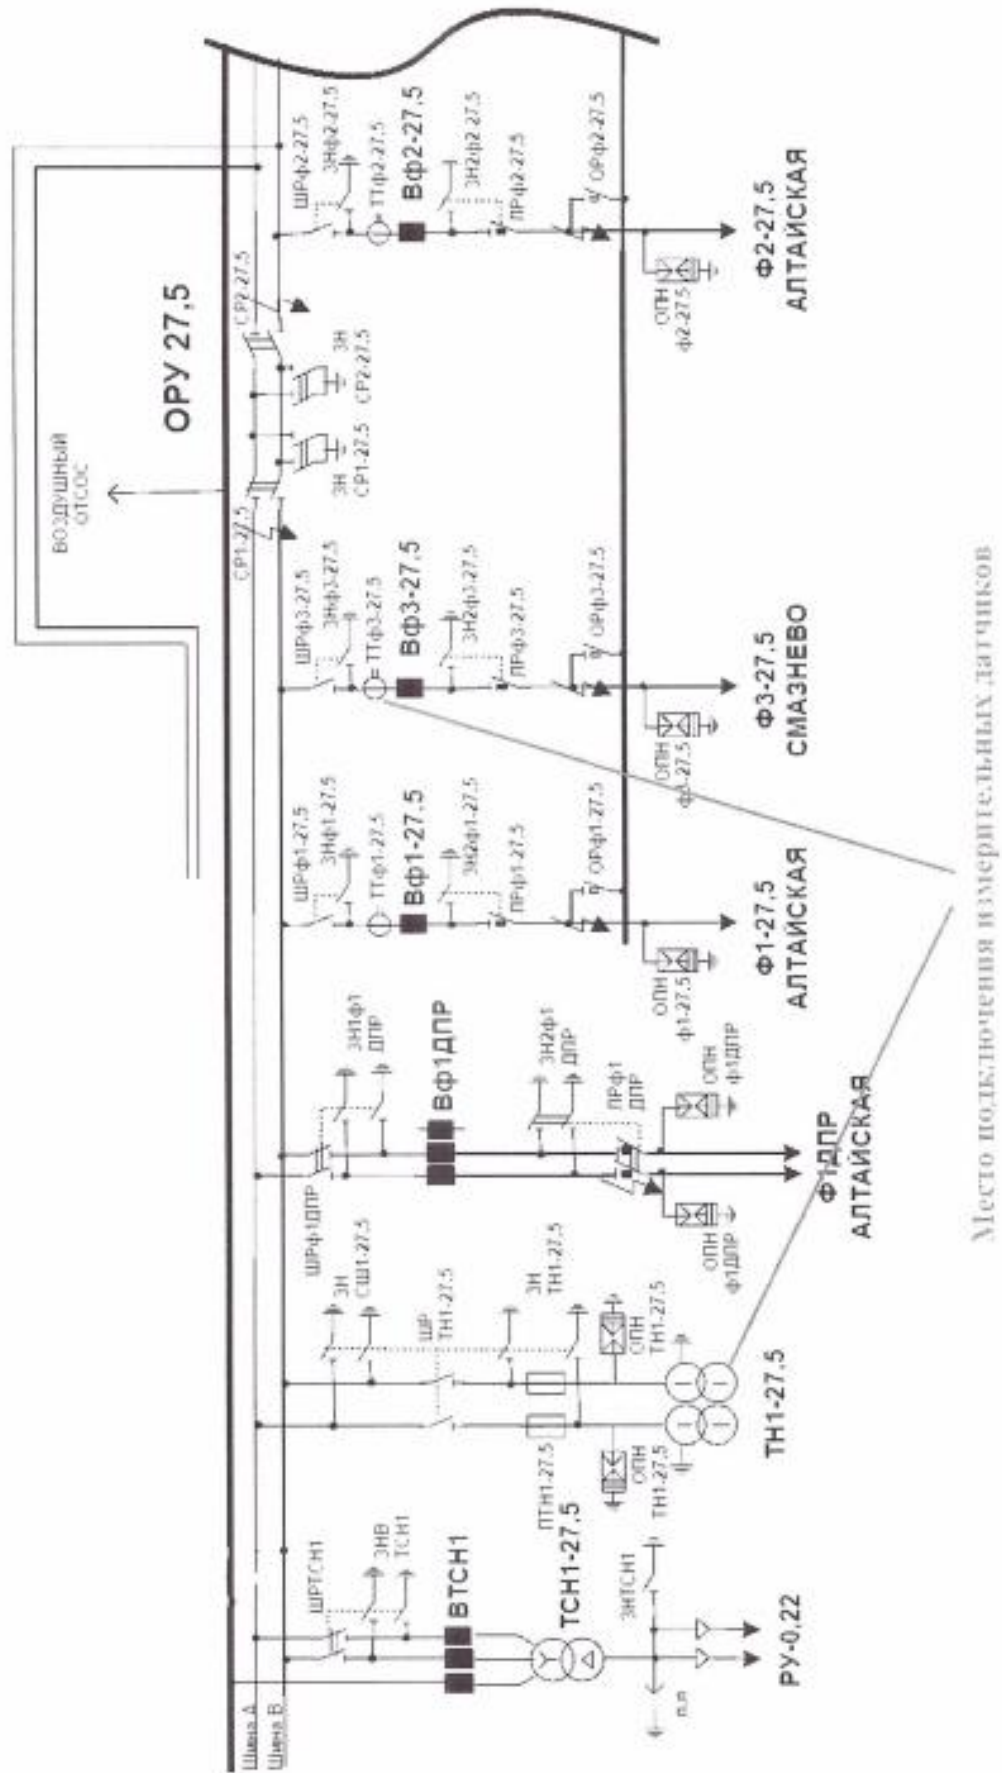 ВОЗДУШНЫЙ
ОТСОС
ОРУ 27,5
Шина А
Шина В
ШРТСН1
ЗНВ
ТСН1
ВТСН1
ТСН1-27,5
ЗНТСН1
п.п
РУ-0,22
ЗН
СШ1-27,5
ШР
ТН1-27,5
ЗН
ТН1-27,5
ПТН1-27,5
ОПН
ТН1-27,5
ОПН
ТН1-27,5
ТН1-27,5
ШРф1ДПР
ЗН1ф1
ДПР
Вф1ДПР
ЗН2ф1
ДПР
ЛРф1
ДПР
ОПН
ф1ДПР
ОПН
ф1ДПР
Ф1ДПР
АЛТАЙСКАЯ
ШРф1-27,5
ЗНф1-27,5
ТТф1-27,5
Вф1-27,5
ЗН2ф1-27,5
ЛРф1-27,5
ОРф1-27,5
ОПН
ф1-27,5
Ф1-27,5
АЛТАЙСКАЯ
ШРф3-27,5
ЗНф3-27,5
ТТф3-27,5
Вф3-27,5
ЗН2ф3-27,5
ЛРф3-27,5
ОРф3-27,5
ОПН
ф3-27,5
Ф3-27,5
СМАЗНЕВО
СР1-27,5
ЗН
СР1-27,5
СР2-27,5
ЗН
СР2-27,5
ШРф2-27,5
ЗНф2-27,5
ТТф2-27,5
Вф2-27,5
ЗН2ф2-27,5
ЛРф2-27,5
ОРф2-27,5
ОПН
ф2-27,5
Ф2-27,5
АЛТАЙСКАЯ
Место подключения измерительных датчиков